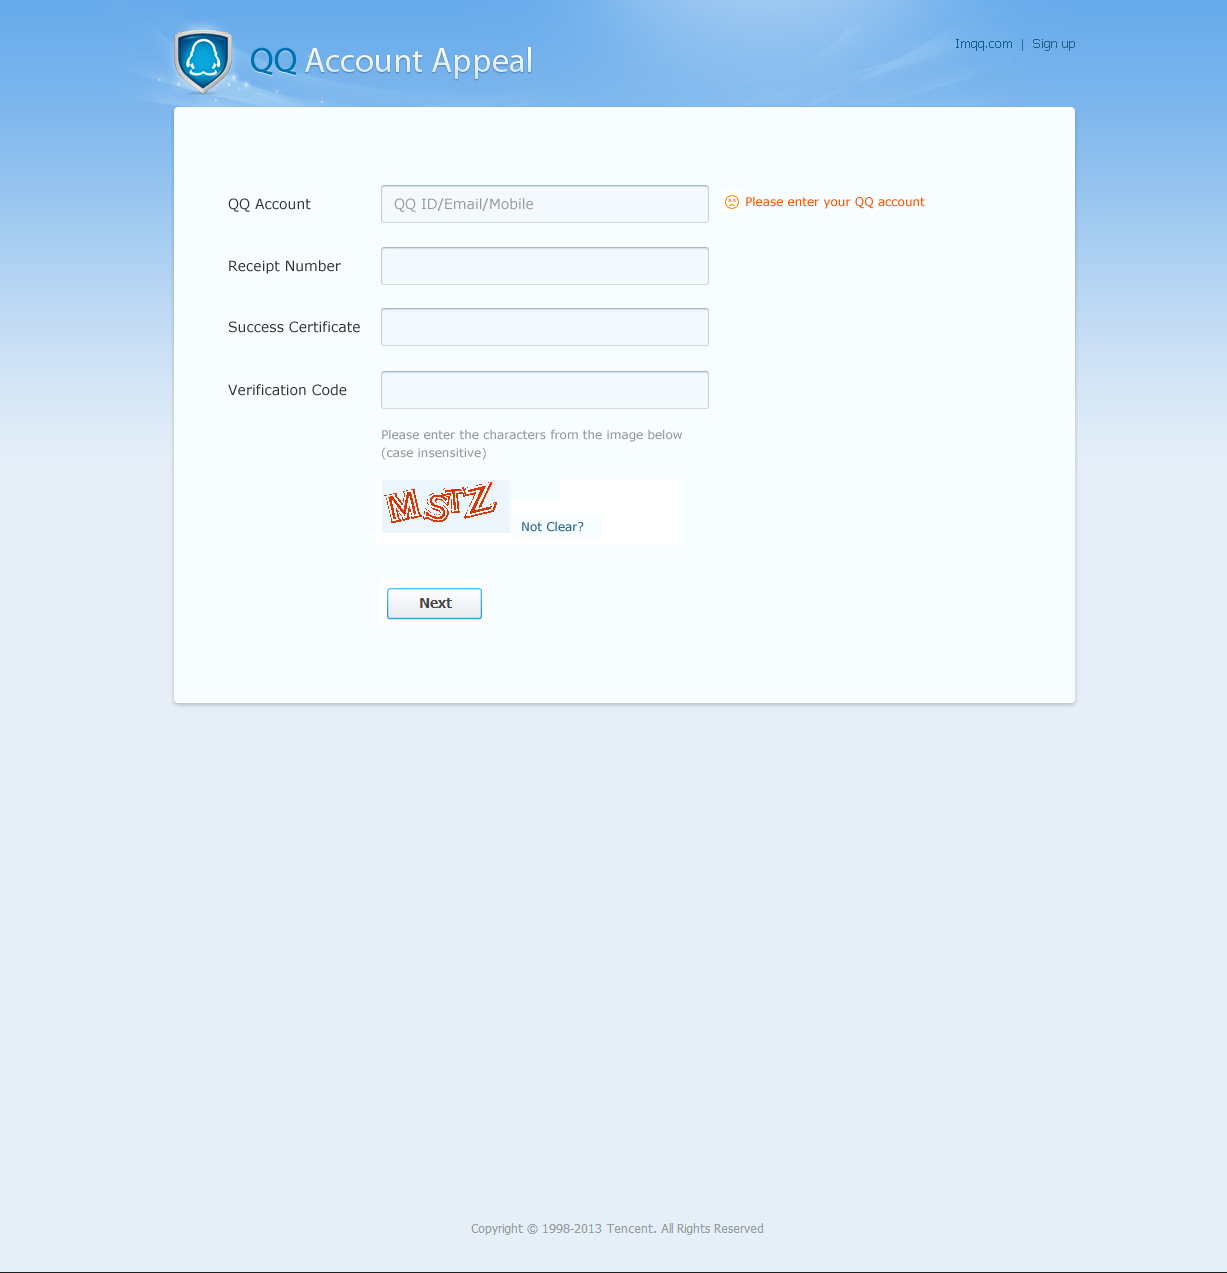 QQ Account Appeal
Imqq.com | Sign up
QQ Account
QQ ID/Email/Mobile
Please enter your QQ account
Receipt Number
Success Certificate
Verification Code
Please enter the characters from the image below
(case insensitive)
MSTZ
Not Clear?
Next
Copyright © 1998-2013 Tencent. All Rights Reserved